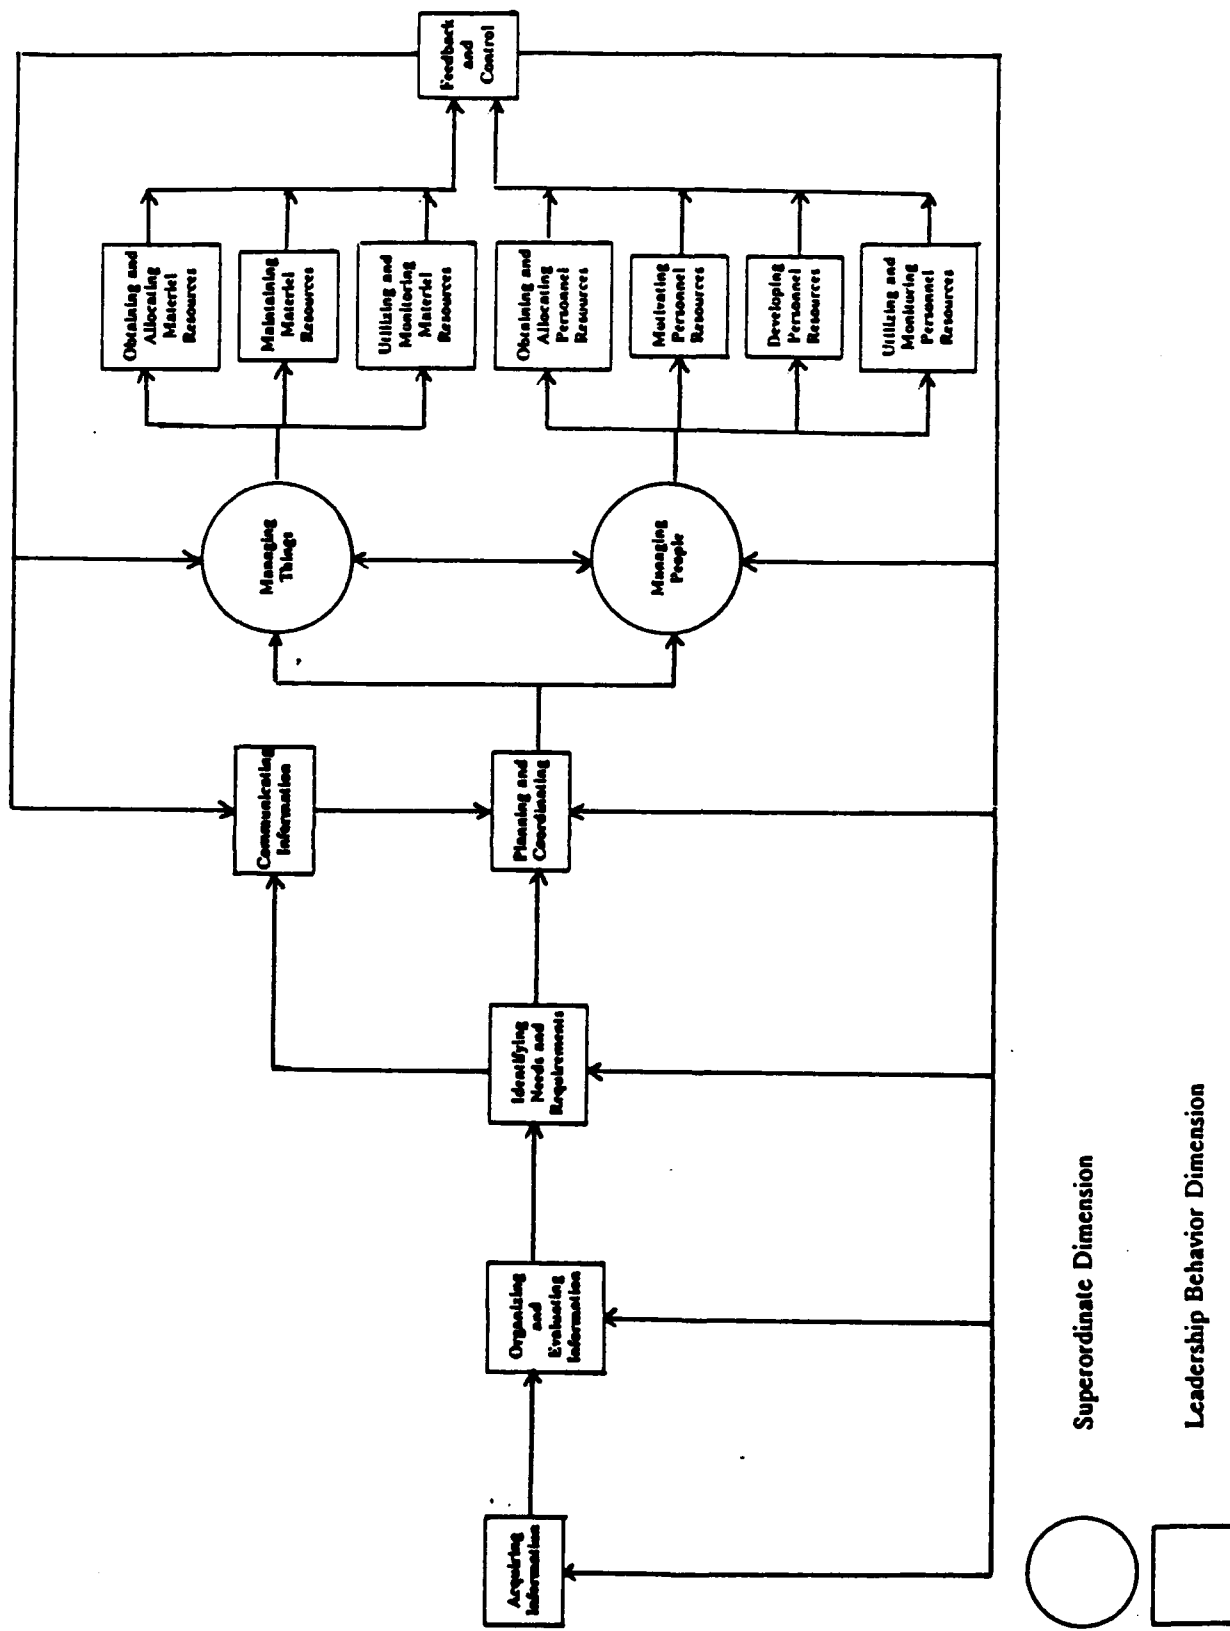 Acquiring
Information
Organizing
and
Evaluating
Information
Identifying
Needs and
Requirements
Communicating
Information
Planning and
Coordinating
Managing
Things
Managing
People
Obtaining and
Allocating
Materiel
Resources
Maintaining
Materiel
Resources
Utilizing and
Monitoring
Materiel
Resources
Obtaining and
Allocating
Personnel
Resources
Motivating
Personnel
Resources
Developing
Personnel
Resources
Utilizing and
Monitoring
Personnel
Resources
Feedback
and
Control
Superordinate Dimension
Leadership Behavior Dimension